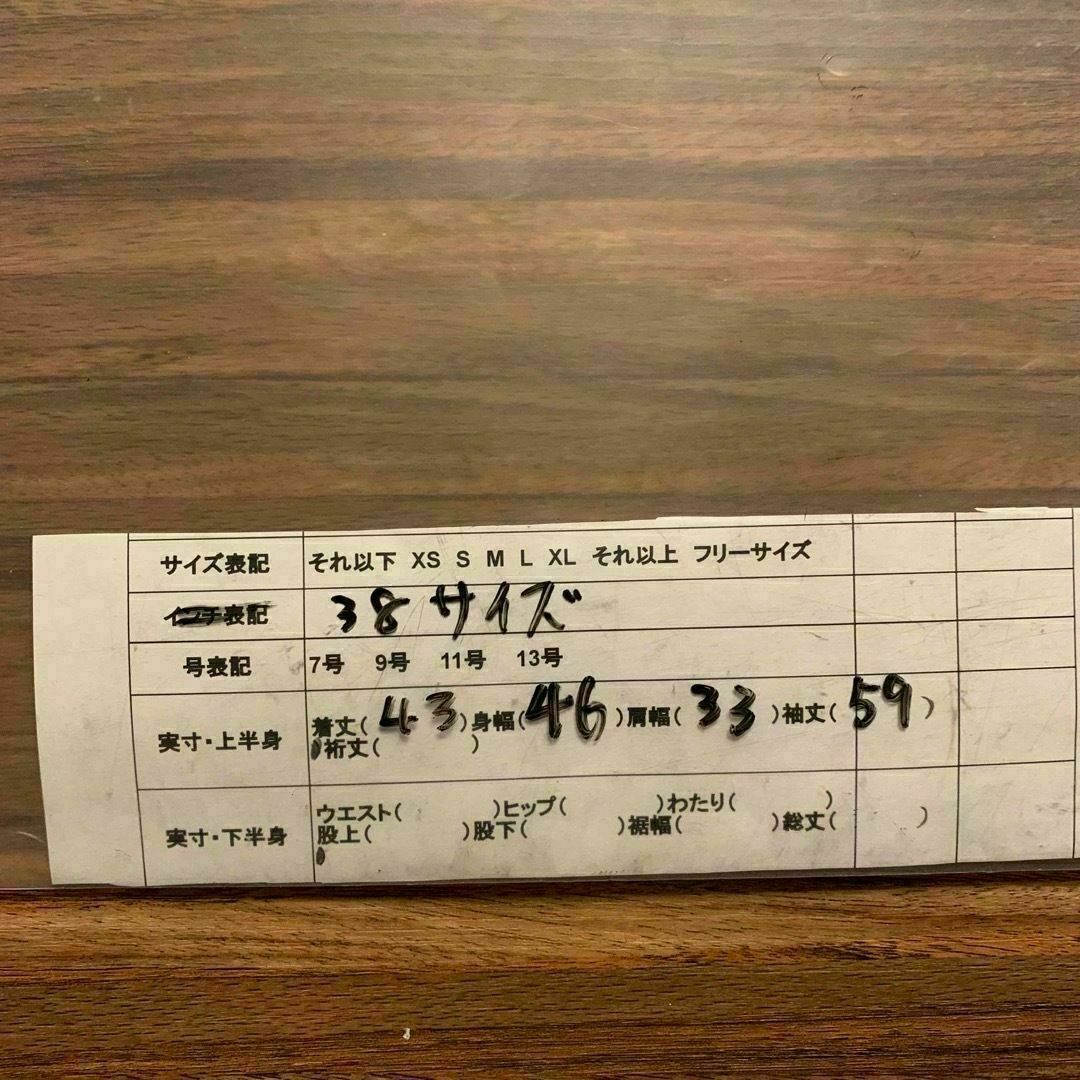 サイズ表記 それ以下 XS S M L XL それ以上 フリーサイズ
表記 38サイズ
号表記 7号 9号 11号 13号
実寸・上半身 着丈(43)身幅(46)肩幅(33)袖丈(59)
裄丈( )
実寸・下半身 ウエスト( )ヒップ( )わたり( )
股上( )股下( )裾幅( )総丈( )